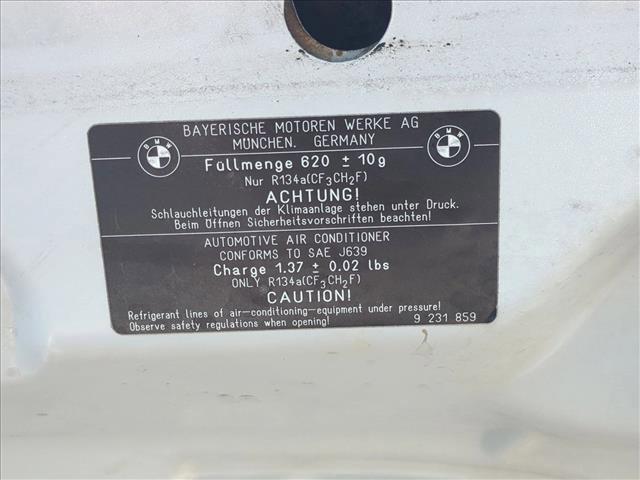 BAYERISCHE MOTOREN WERKE AG
MÜNCHEN. GERMANY
BMW
BMW
Füllmenge 620 ± 10g
Nur R134a(CF3CH2F)
ACHTUNG!
Schlauchleitungen der Klimaanlage stehen unter Druck.
Beim Öffnen Sicherheitsvorschriften beachten!
AUTOMOTIVE AIR CONDITIONER
CONFORMS TO SAE J639
Charge 1.37 ± 0.02 lbs
ONLY R134a(CF3CH2F)
CAUTION!
Refrigerant lines of air-conditioning-equipment under pressure!
Observe safety regulations when opening!
9 231 859